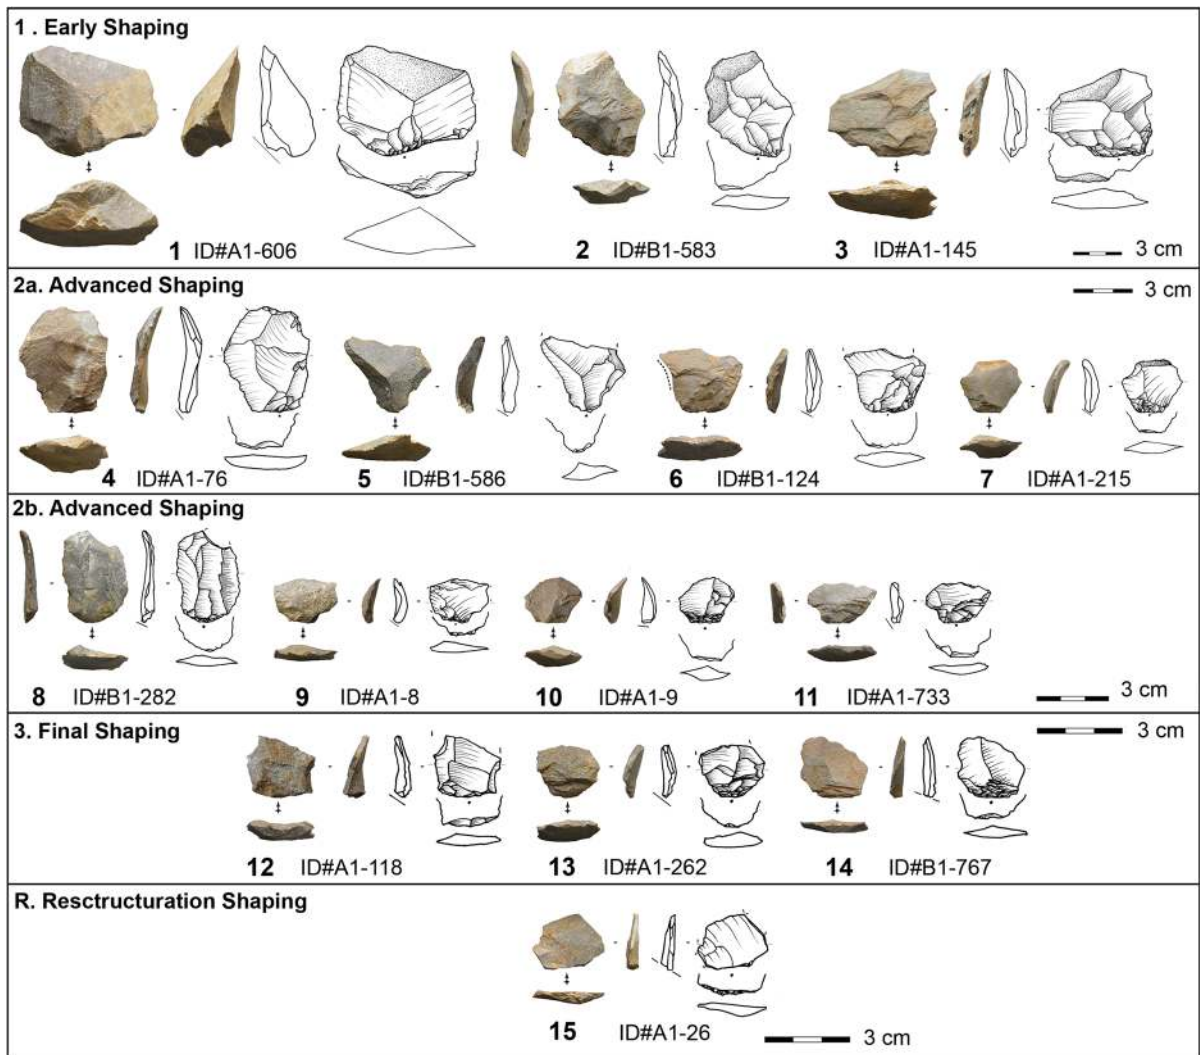 1 . Early Shaping
1 ID#A1-606
2 ID#B1-583
3 ID#A1-145
3 cm
2a. Advanced Shaping
3 cm
4 ID#A1-76
5 ID#B1-586
6 ID#B1-124
7 ID#A1-215
2b. Advanced Shaping
8 ID#B1-282
9 ID#A1-8
10 ID#A1-9
11 ID#A1-733
3 cm
3. Final Shaping
3 cm
12 ID#A1-118
13 ID#A1-262
14 ID#B1-767
R. Resctructuration Shaping
15 ID#A1-26
3 cm